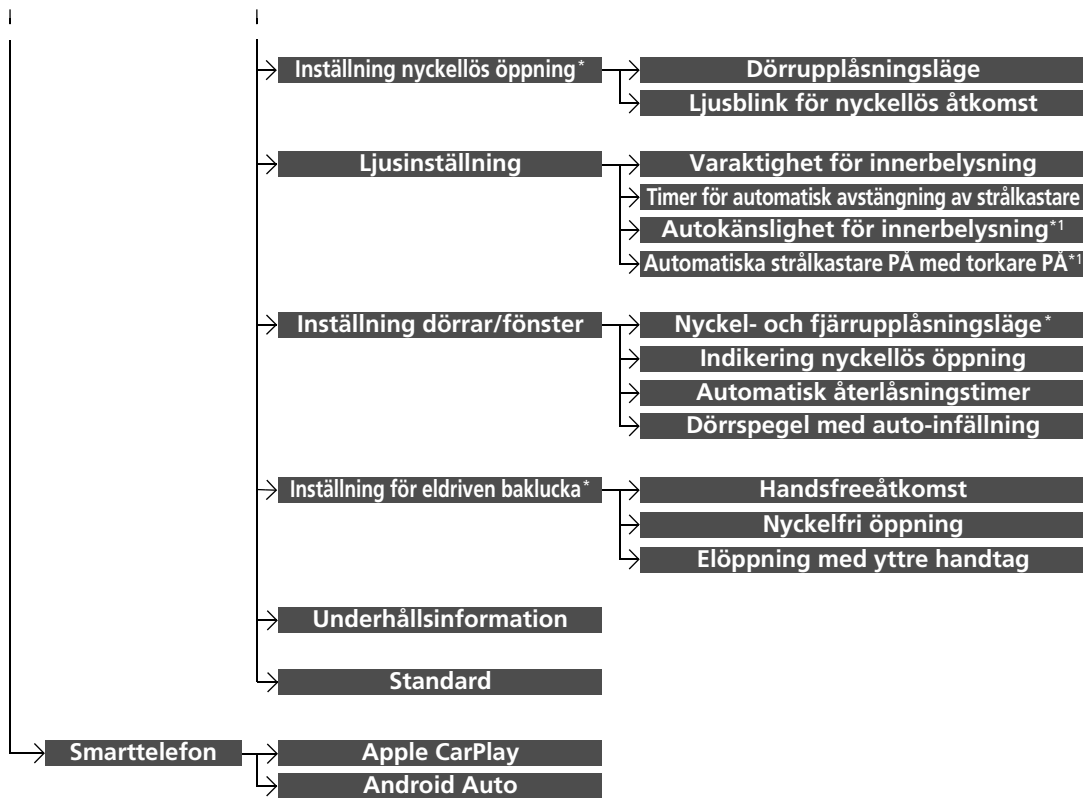 Inställning nyckellös öppning*
Dörrupplåsningsläge
Ljusblink för nyckellös åtkomst
Ljusinställning
Varaktighet för innerbelysning
Timer för automatisk avstängning av strålkastare
Autokänslighet för innerbelysning*1
Automatiska strålkastare PÅ med torkare PÅ*1
Inställning dörrar/fönster
Nyckel- och fjärrupplåsningsläge*
Indikering nyckellös öppning
Automatisk återlåsningstimer
Dörrspegel med auto-infällning
Inställning för eldriven baklucka*
Handsfreeåtkomst
Nyckelfri öppning
Elöppning med yttre handtag
Underhållsinformation
Standard
Smarttelefon
Apple CarPlay
Android Auto